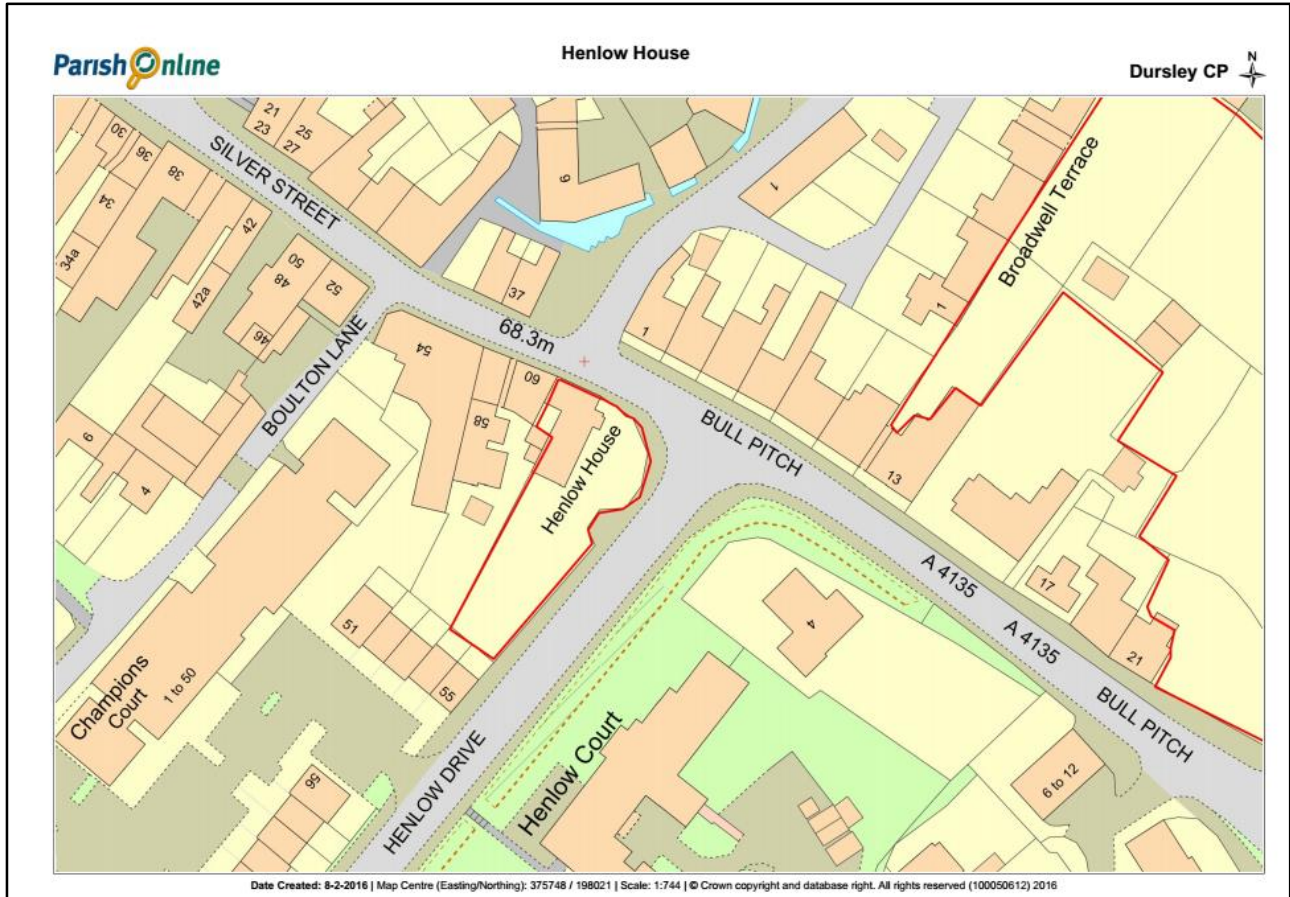 Parish Online
Henlow House
Dursley CP
N
21
23
25
27
30
36
38
34
34a
SILVER STREET
42
42a
50
48
52
46
9
7
37
68.3m
1
Broadwell Terrace
1
BOULTON LANE
54
60
58
Henlow House
BULL PITCH
13
6
4
A 4135
17
A 4135
21
BULL PITCH
51
55
4
Champions
Court
1 to 50
HENLOW DRIVE
Henlow Court
56
6 to 12
Date Created: 8-2-2016 | Map Centre (Easting/Northing): 375748 / 198021 | Scale: 1:744 | © Crown copyright and database right. All rights reserved (100050612) 2016